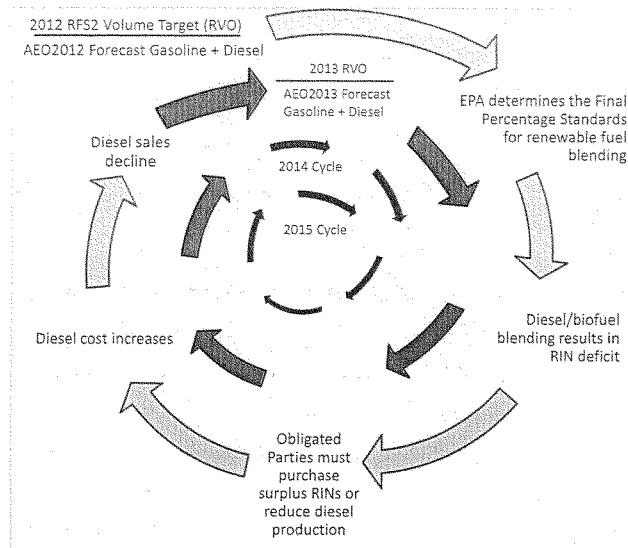 2012 RFS2 Volume Target (RVO)
AEO2012 Forecast Gasoline + Diesel
2013 RVO
AEO2013 Forecast
Gasoline + Diesel
EPA determines the Final
Percentage Standards
for renewable fuel
blending
Diesel sales
decline
2014 Cycle
2015 Cycle
Diesel cost increases
Diesel/biofuel
blending results in
RIN deficit
Obligated
Parties must
purchase
surplus RINs or
reduce diesel
production